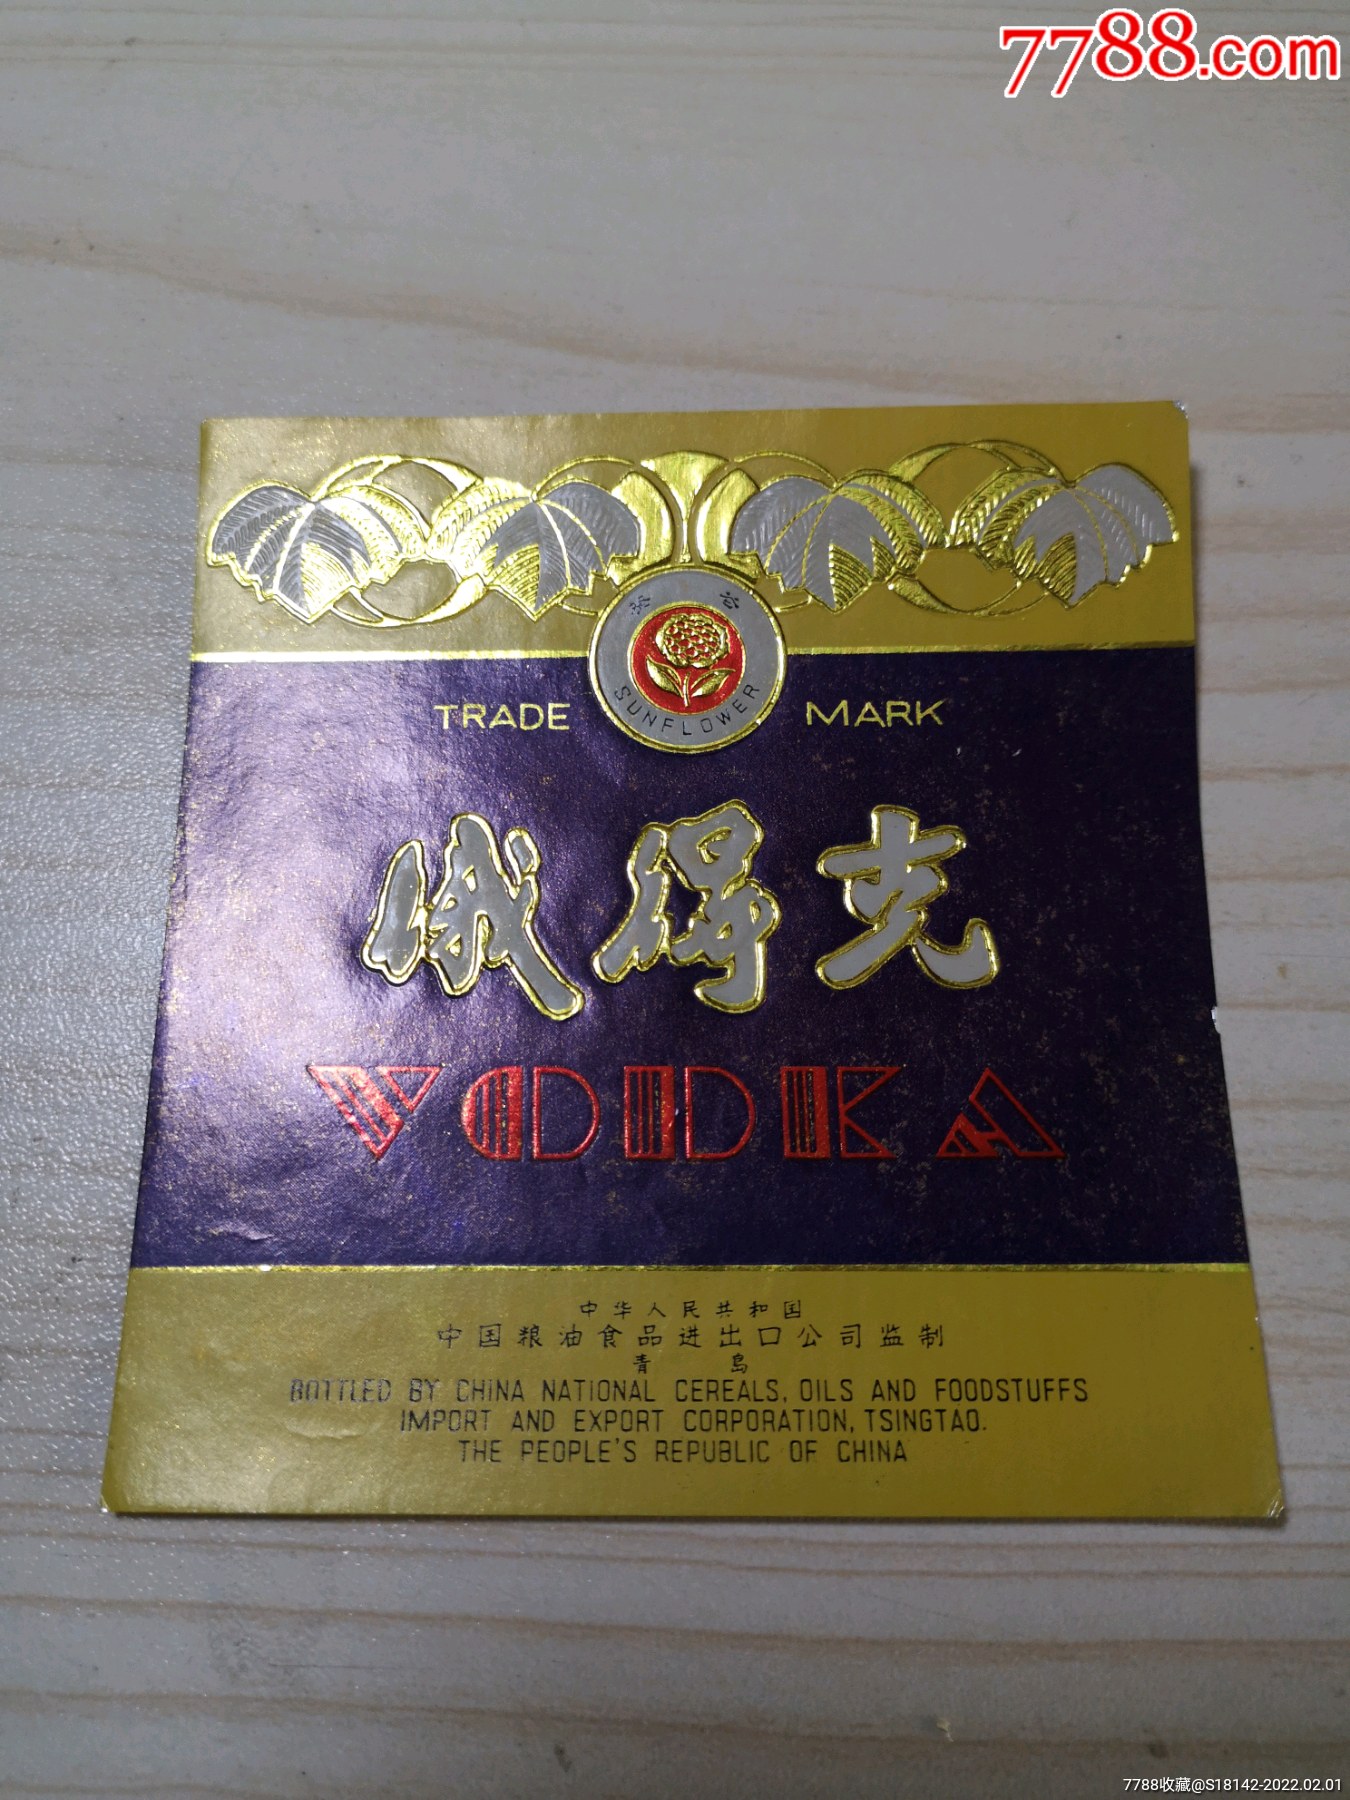 7788.com
SUNFLOWER
TRADE MARK
俄得克
VODKA
中华人民共和国
中国粮油食品进出口公司监制
青岛
BOTTLED BY CHINA NATIONAL CEREALS, OILS AND FOODSTUFFS
IMPORT AND EXPORT CORPORATION, TSINGTAO.
THE PEOPLE'S REPUBLIC OF CHINA
7788收藏@S18142-2022.02.01